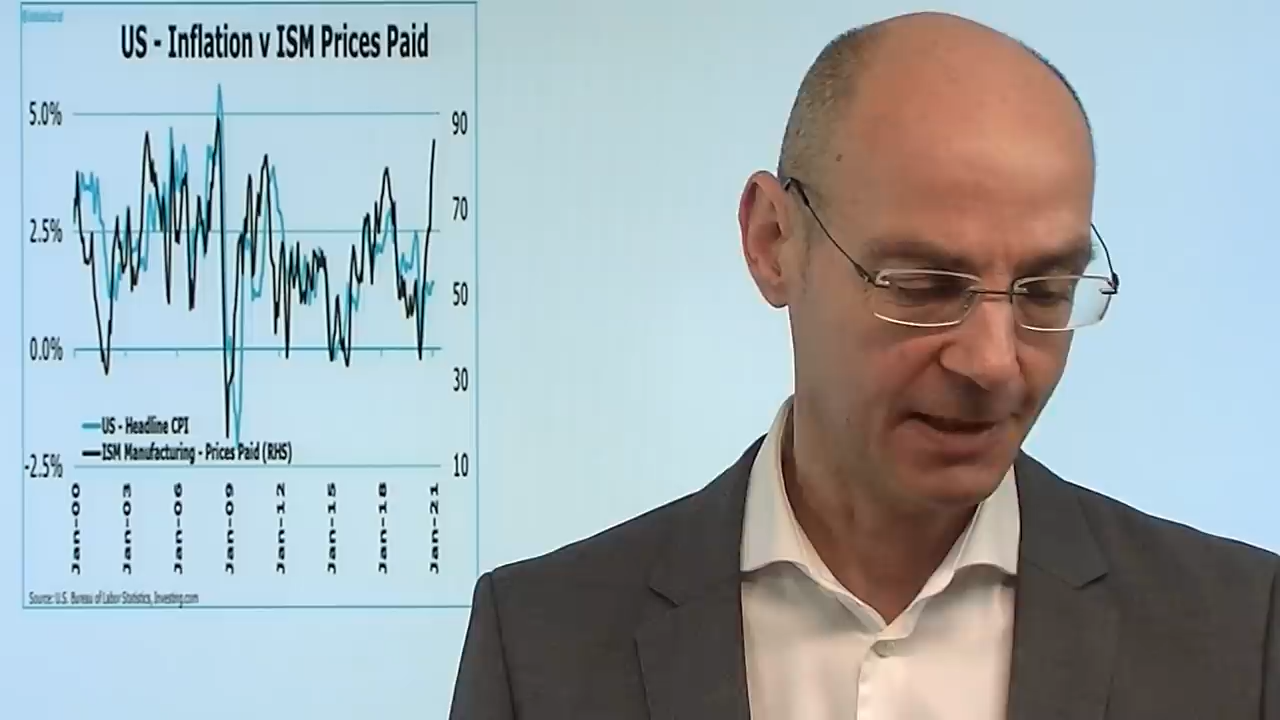 US - Inflation v ISM Prices Paid
5.0%
2.5%
0.0%
-2.5%
90
70
50
30
10
US - Headline CPI
ISM Manufacturing - Prices Paid (RHS)
Jan-00
Jan-03
Jan-06
Jan-09
Jan-12
Jan-15
Jan-18
Jan-21
Source: U.S. Bureau of Labor Statistics, Investing.com